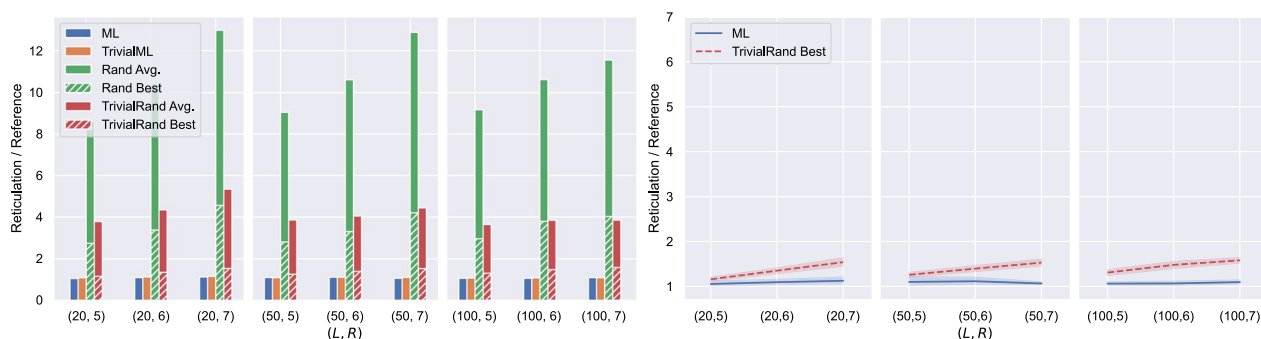 Reticulation / Reference
12
10
8
6
4
2
0
ML
TrivialML
Rand Avg.
Rand Best
TrivialRand Avg.
TrivialRand Best
(20, 5) (20, 6) (20, 7) (50, 5) (50, 6) (50, 7) (100, 5) (100, 6) (100, 7)
(L, R)
Reticulation / Reference
7
6
5
4
3
2
1
ML
TrivialRand Best
(20,5) (20,6) (20,7) (50,5) (50,6) (50,7) (100,5) (100,6) (100,7)
(L, R)